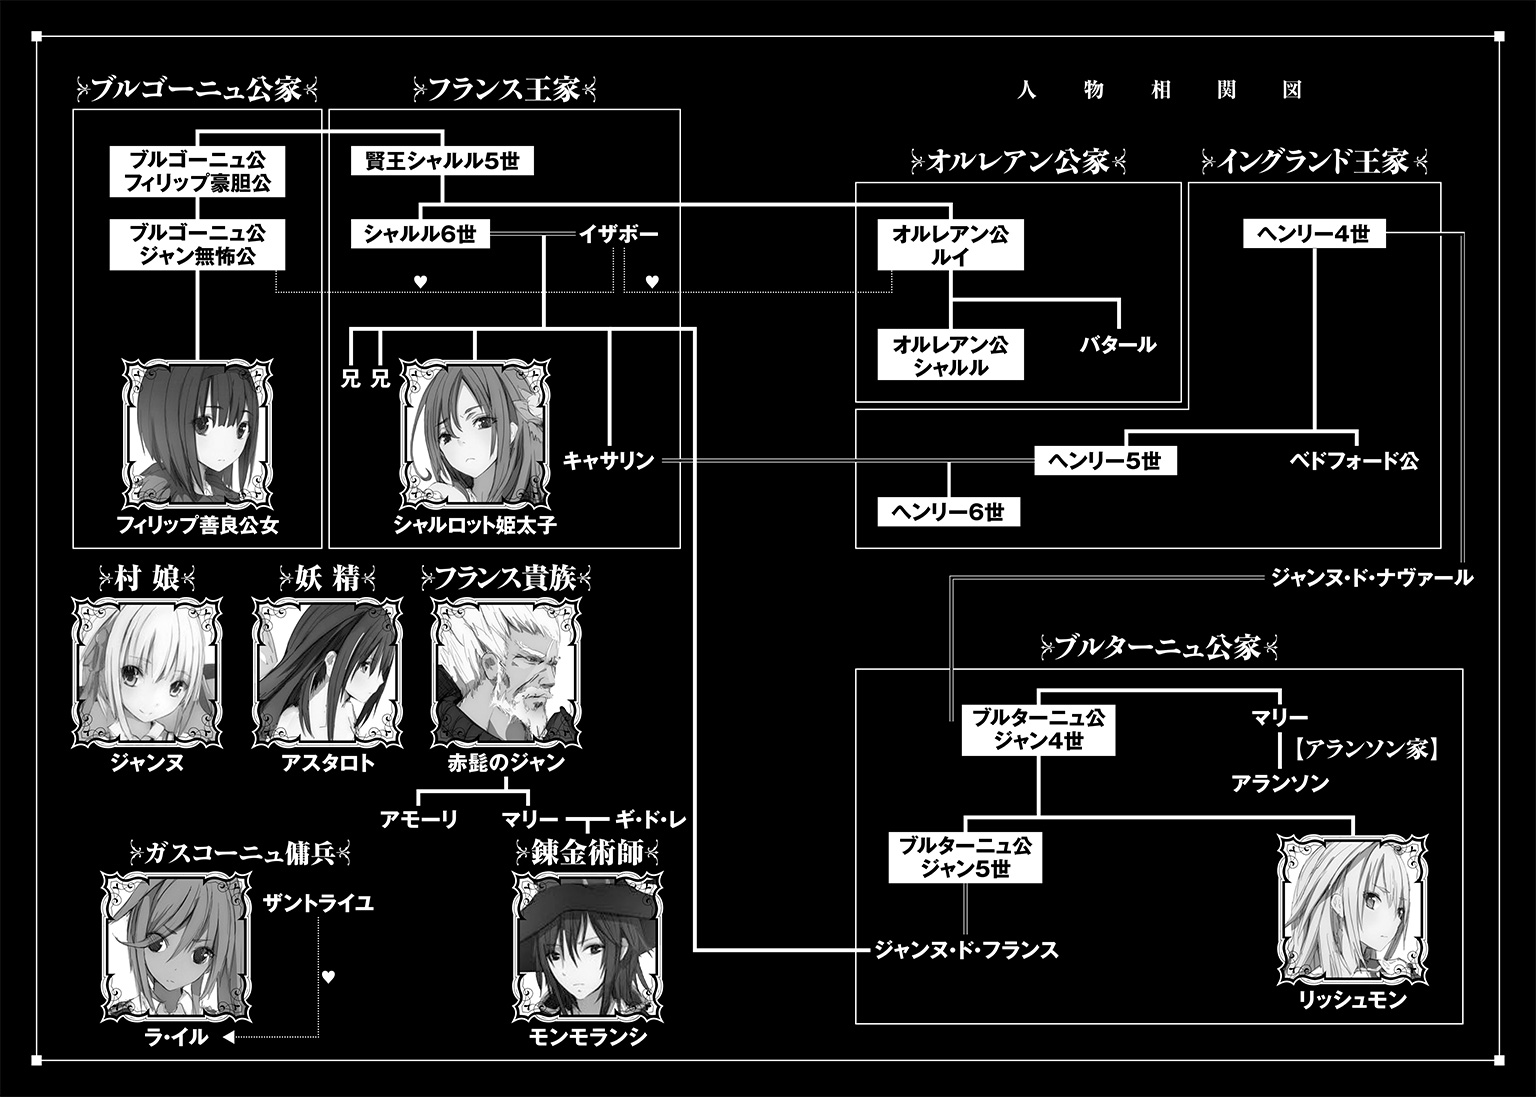 人物相関図
ブルゴーニュ公家
ブルゴーニュ公
フィリップ豪胆公
ブルゴーニュ公
ジャン無怖公
フィリップ善良公女
フランス王家
賢王シャルル5世
シャルル6世
イザボー
♥
♥
兄
兄
シャルロット姫太子
キャサリン
オルレアン公家
オルレアン公
ルイ
オルレアン公
シャルル
バタール
イングランド王家
ヘンリー4世
ヘンリー5世
ベドフォード公
ヘンリー6世
ジャンヌ・ド・ナヴァール
村娘
ジャンヌ
妖精
アスタロト
フランス貴族
赤髭のジャン
アモーリ
マリー
ギ・ド・レ
ガスコーニュ傭兵
ザントライユ
♥
ラ・イル
錬金術師
モンモランシ
ブルターニュ公家
ブルターニュ公
ジャン4世
マリー
【アランソン家】
アランソン
ブルターニュ公
ジャン5世
ジャンヌ・ド・フランス
リッシュモン